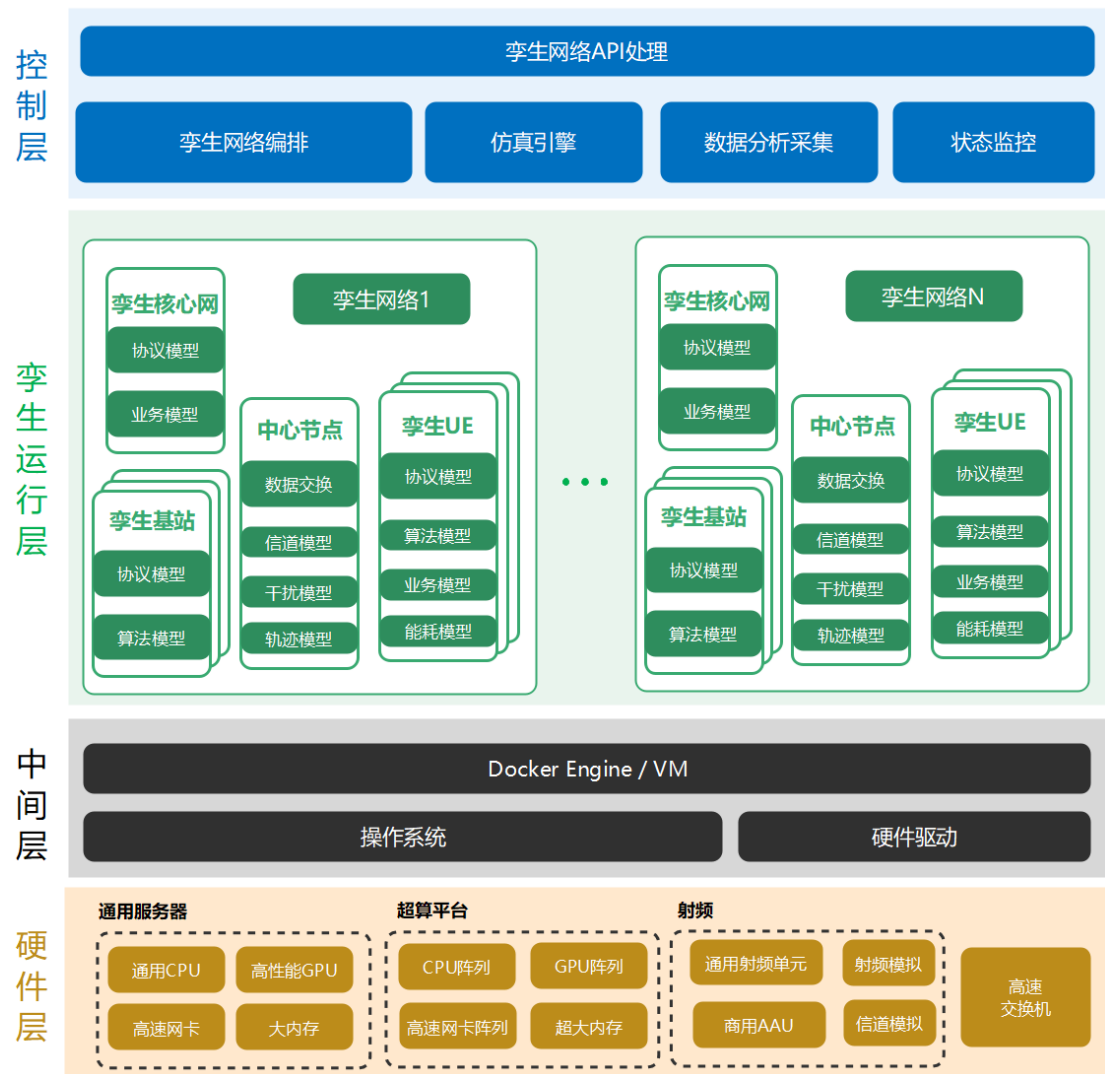 控制层
孪生网络API处理
孪生网络编排
仿真引擎
数据分析采集
状态监控
孪生运行层
孪生网络1
孪生核心网
协议模型
业务模型
孪生基站
协议模型
算法模型
中心节点
数据交换
信道模型
干扰模型
轨迹模型
孪生UE
协议模型
算法模型
业务模型
能耗模型
...
孪生网络N
孪生核心网
协议模型
业务模型
孪生基站
协议模型
算法模型
中心节点
数据交换
信道模型
干扰模型
轨迹模型
孪生UE
协议模型
算法模型
业务模型
能耗模型
中间层
Docker Engine / VM
操作系统
硬件驱动
硬件层
通用服务器
通用CPU
高性能GPU
高速网卡
大内存
超算平台
CPU阵列
GPU阵列
高速网卡阵列
超大内存
射频
通用射频单元
射频模拟
商用AAU
信道模拟
高速
交换机